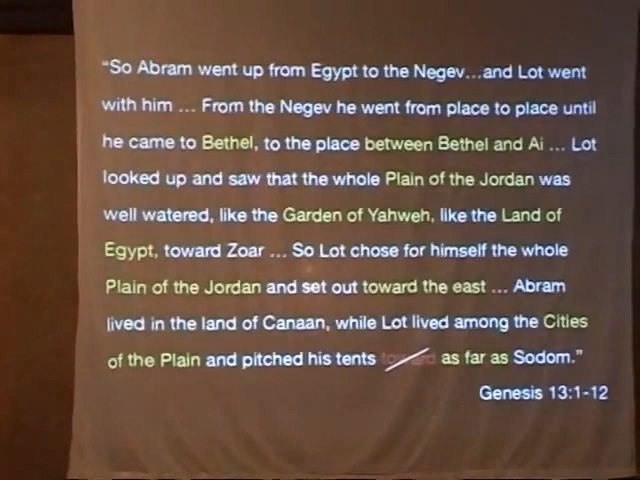 “So Abram went up from Egypt to the Negev...and Lot went
with him ... From the Negev he went from place to place until
he came to Bethel, to the place between Bethel and Ai ... Lot
looked up and saw that the whole Plain of the Jordan was
well watered, like the Garden of Yahweh, like the Land of
Egypt, toward Zoar ... So Lot chose for himself the whole
Plain of the Jordan and set out toward the east ... Abram
lived in the land of Canaan, while Lot lived among the Cities
of the Plain and pitched his tents toward as far as Sodom.”
Genesis 13:1-12